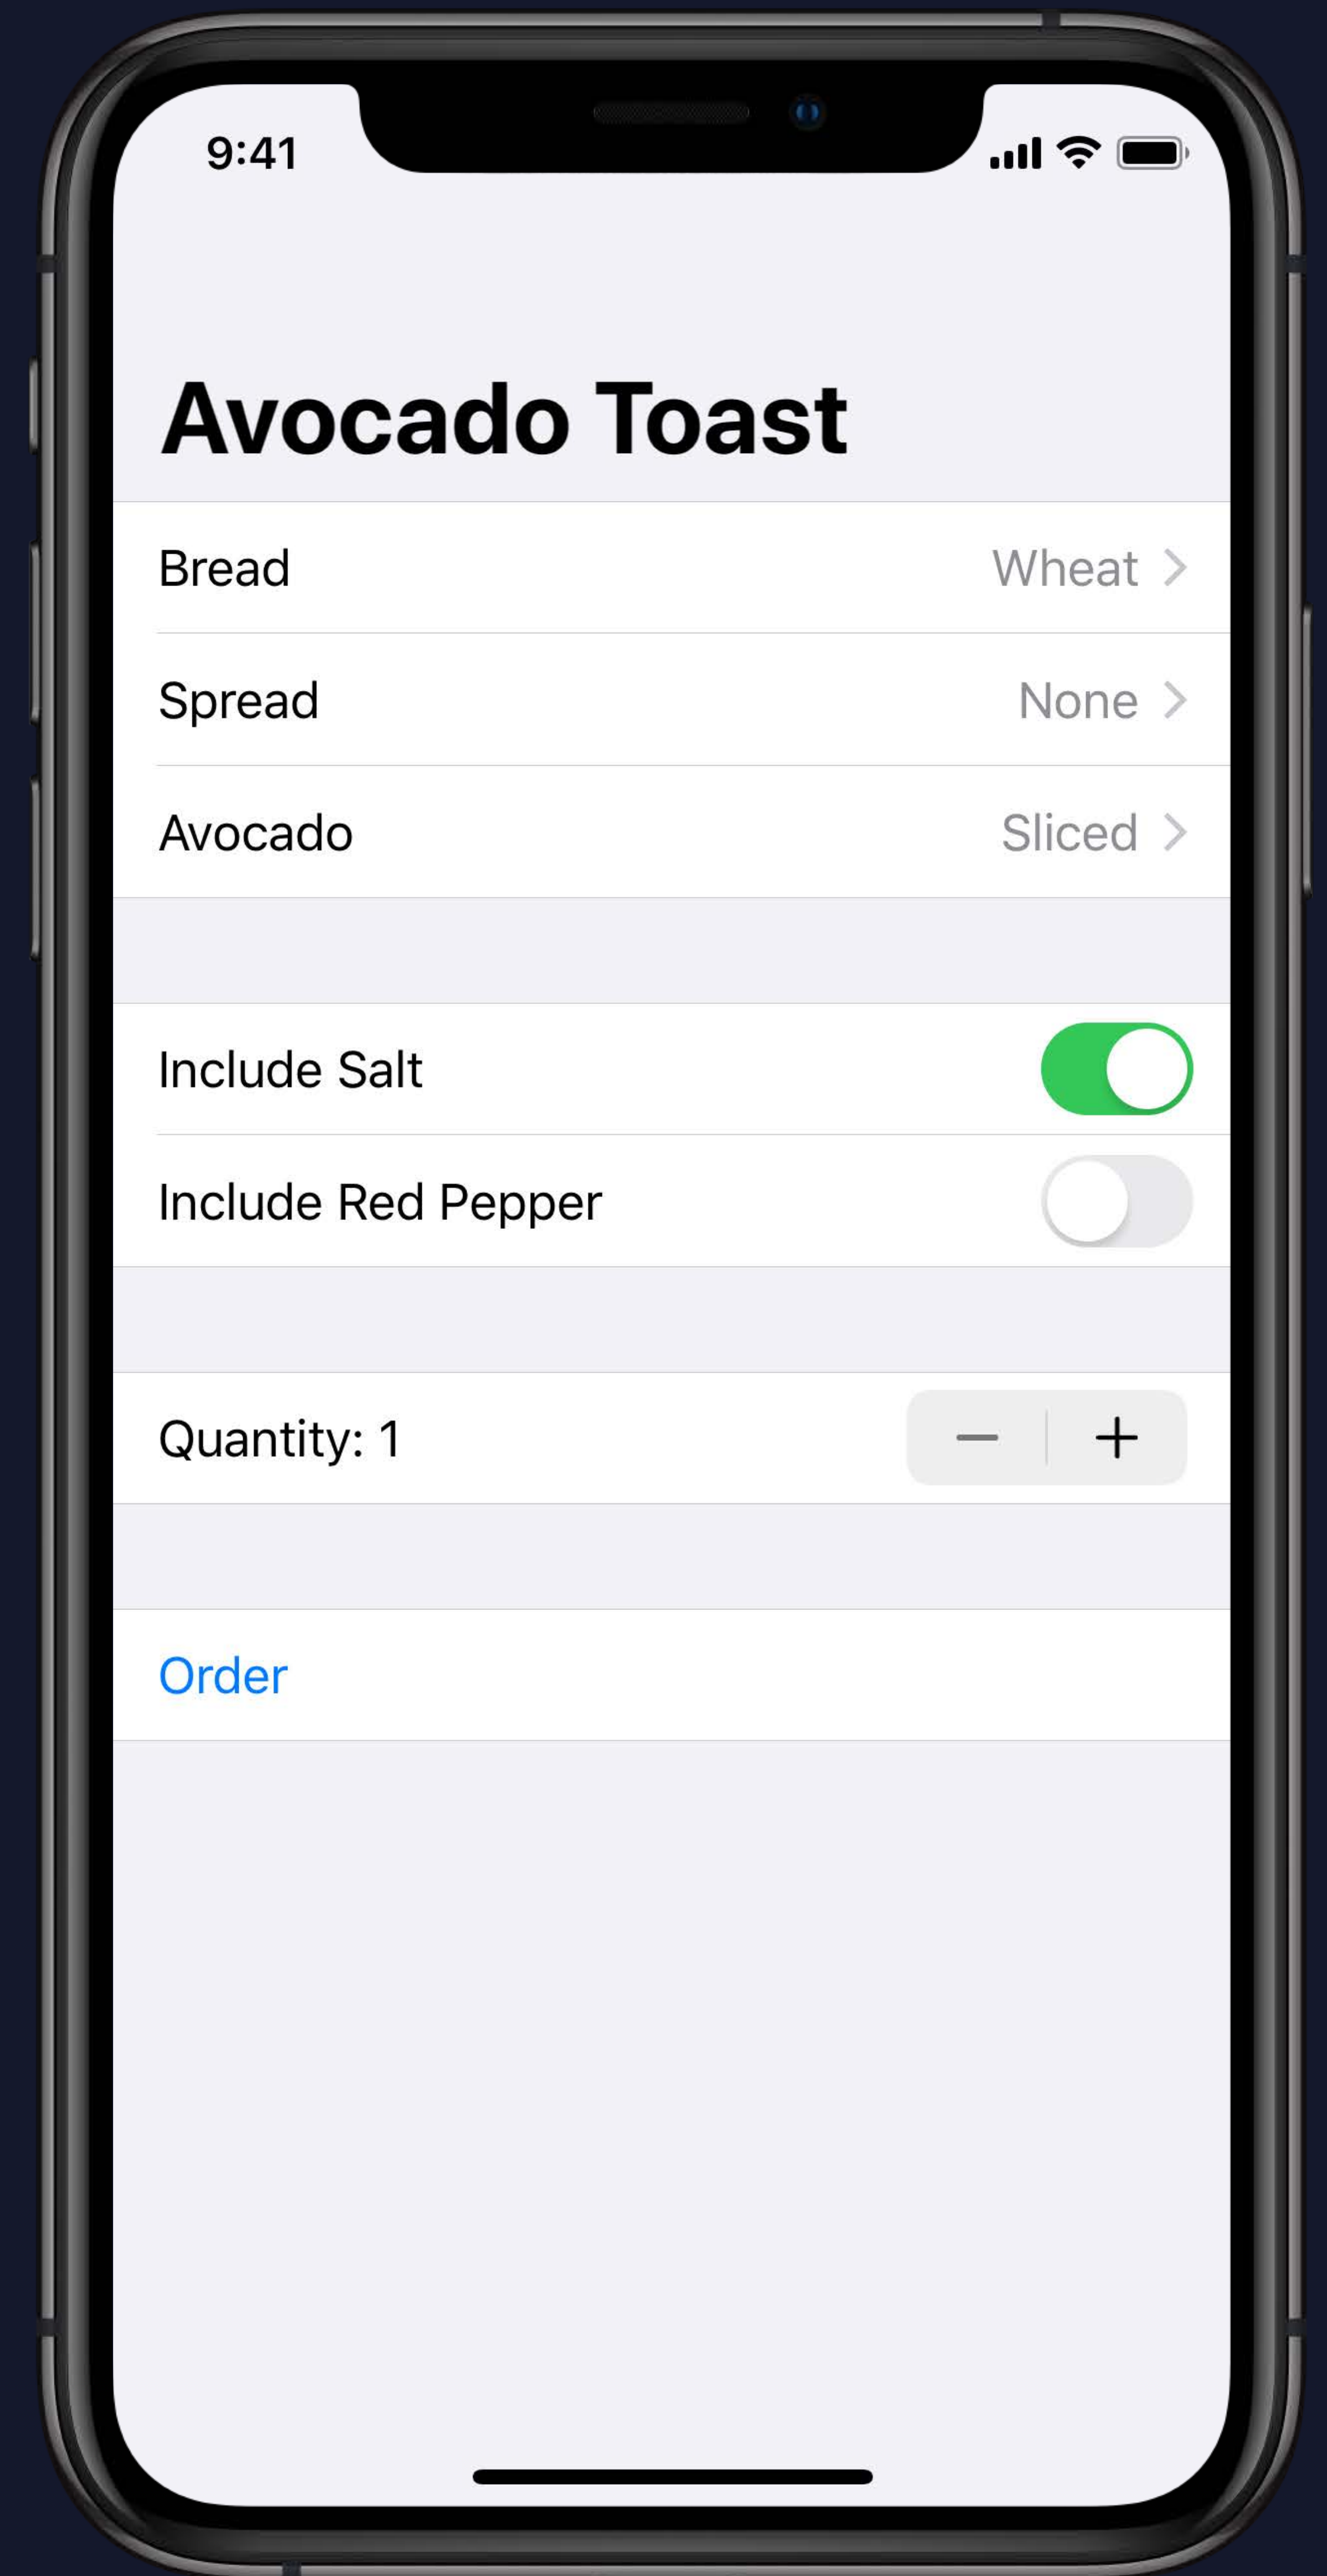 9:41
Avocado Toast
Bread Wheat
Spread None
Avocado Sliced
Include Salt
Include Red Pepper
Quantity: 1
Order